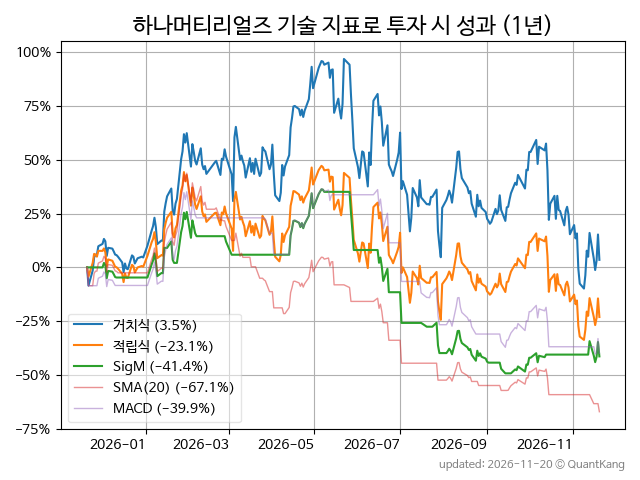 하나머티리얼즈 기술 지표로 투자 시 성과 (1년)
100%
75%
50%
25%
0%
−25%
−50%
−75%
거치식 (3.5%)
적립식 (−23.1%)
SigM (−41.4%)
SMA(20) (−67.1%)
MACD (−39.9%)
2026−01 2026−03 2026−05 2026−07 2026−09 2026−11
updated: 2026−11−20 © QuantKang